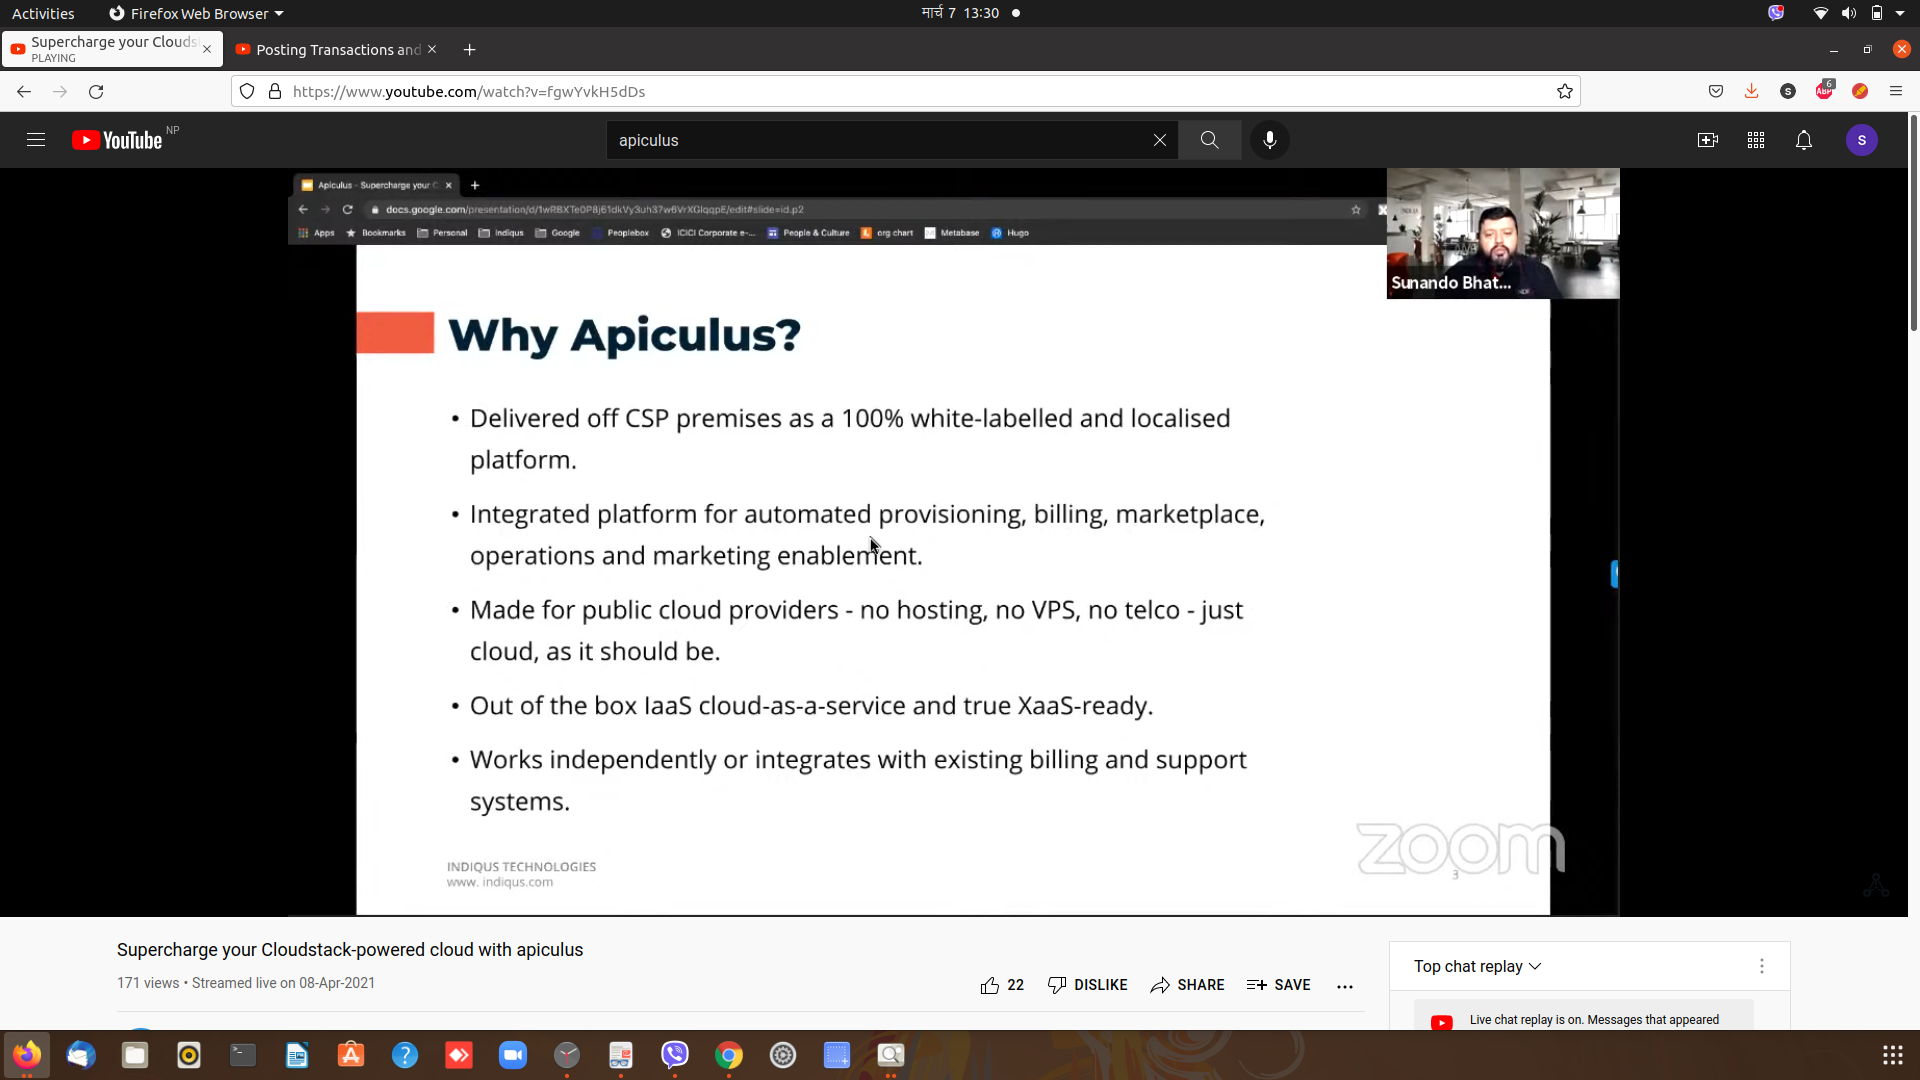 Activities
Firefox Web Browser
मार्च 7 13:30
Supercharge your Clouds
PLAYING
Posting Transactions and
https://www.youtube.com/watch?v=fgwYvkH5dDs
6
ABP
S
YouTube NP
apiculus
S
Apiculus - Supercharge your C
docs.google.com/presentation/d/1wRBXTe0P8j61dkVy3uh37w6VrXGlqqpE/edit#slide=id.p2
Apps Bookmarks Personal Indiqus Google Peoplebox ICICI Corporate e-... People & Culture org chart Metabase Hugo
Sunando Bhat...
Why Apiculus?
• Delivered off CSP premises as a 100% white-labelled and localised
platform.
• Integrated platform for automated provisioning, billing, marketplace,
operations and marketing enablement.
• Made for public cloud providers - no hosting, no VPS, no telco - just
cloud, as it should be.
• Out of the box IaaS cloud-as-a-service and true XaaS-ready.
• Works independently or integrates with existing billing and support
systems.
INDIQUS TECHNOLOGIES
www. indiqus.com
zoom
3
Supercharge your Cloudstack-powered cloud with apiculus
171 views • Streamed live on 08-Apr-2021
22 DISLIKE SHARE SAVE
Top chat replay
Live chat replay is on. Messages that appeared